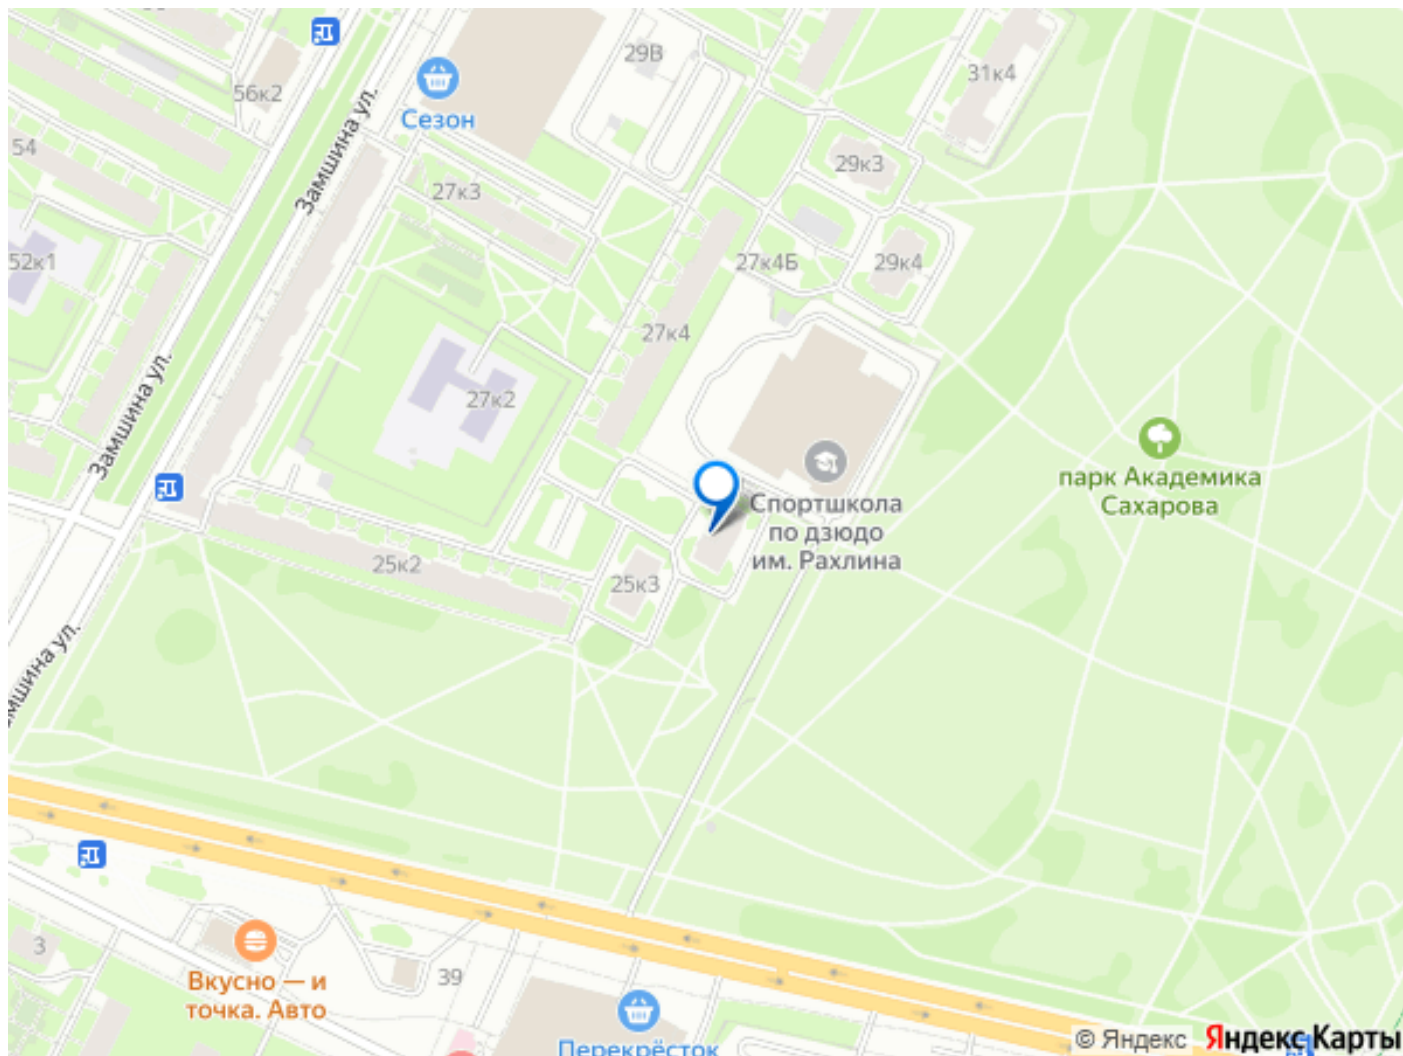 29В
31к4
56к2
Сезон
Замшина ул.
54
29к3
27к3
52к1
27к4Б
29к4
27к4
Замшина ул.
27к2
парк Академика
Сахарова
Спортшкола
по дзюдо
им. Рахлина
25к2
25к3
мшина ул.
3
39
Вкусно — и
точка. Авто
Перекрёсток
© Яндекс Яндекс Карты